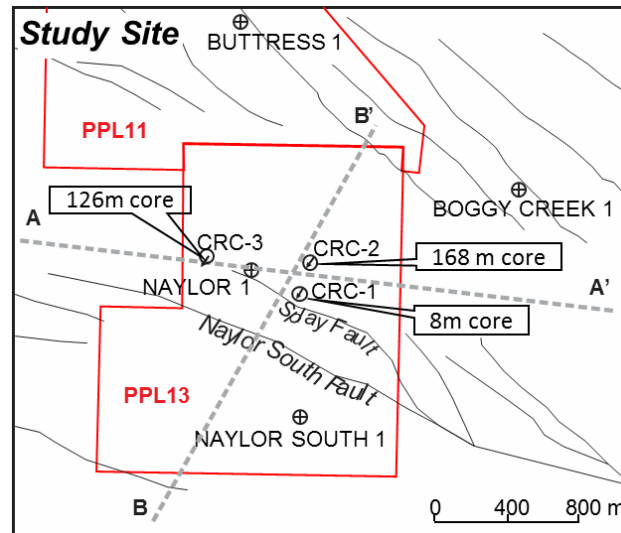 Study Site
BUTTRESS 1
B’
PPL11
126m core
A
CRC-3
CRC-2
BOGGY CREEK 1
168 m core
NAYLOR 1
CRC-1
A’
8m core
Splay Fault
Naylor South Fault
PPL13
NAYLOR SOUTH 1
B
0 400 800 m